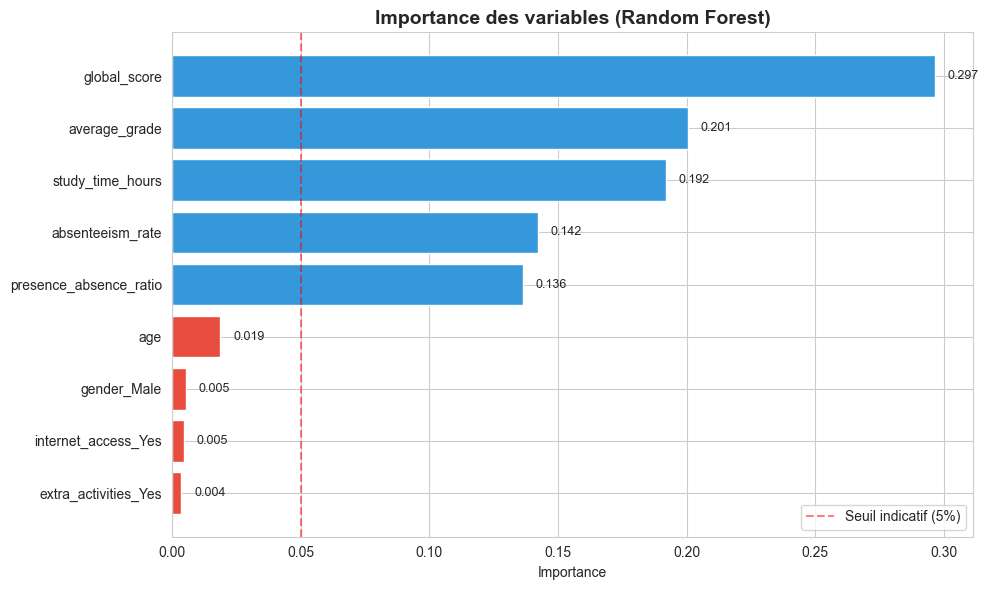 Importance des variables (Random Forest)
global_score
0.297
average_grade
0.201
study_time_hours
0.192
absenteeism_rate
0.142
presence_absence_ratio
0.136
age
0.019
gender_Male
0.005
internet_access_Yes
0.005
extra_activities_Yes
0.004
Seuil indicatif (5%)
0.00 0.05 0.10 0.15 0.20 0.25 0.30
Importance